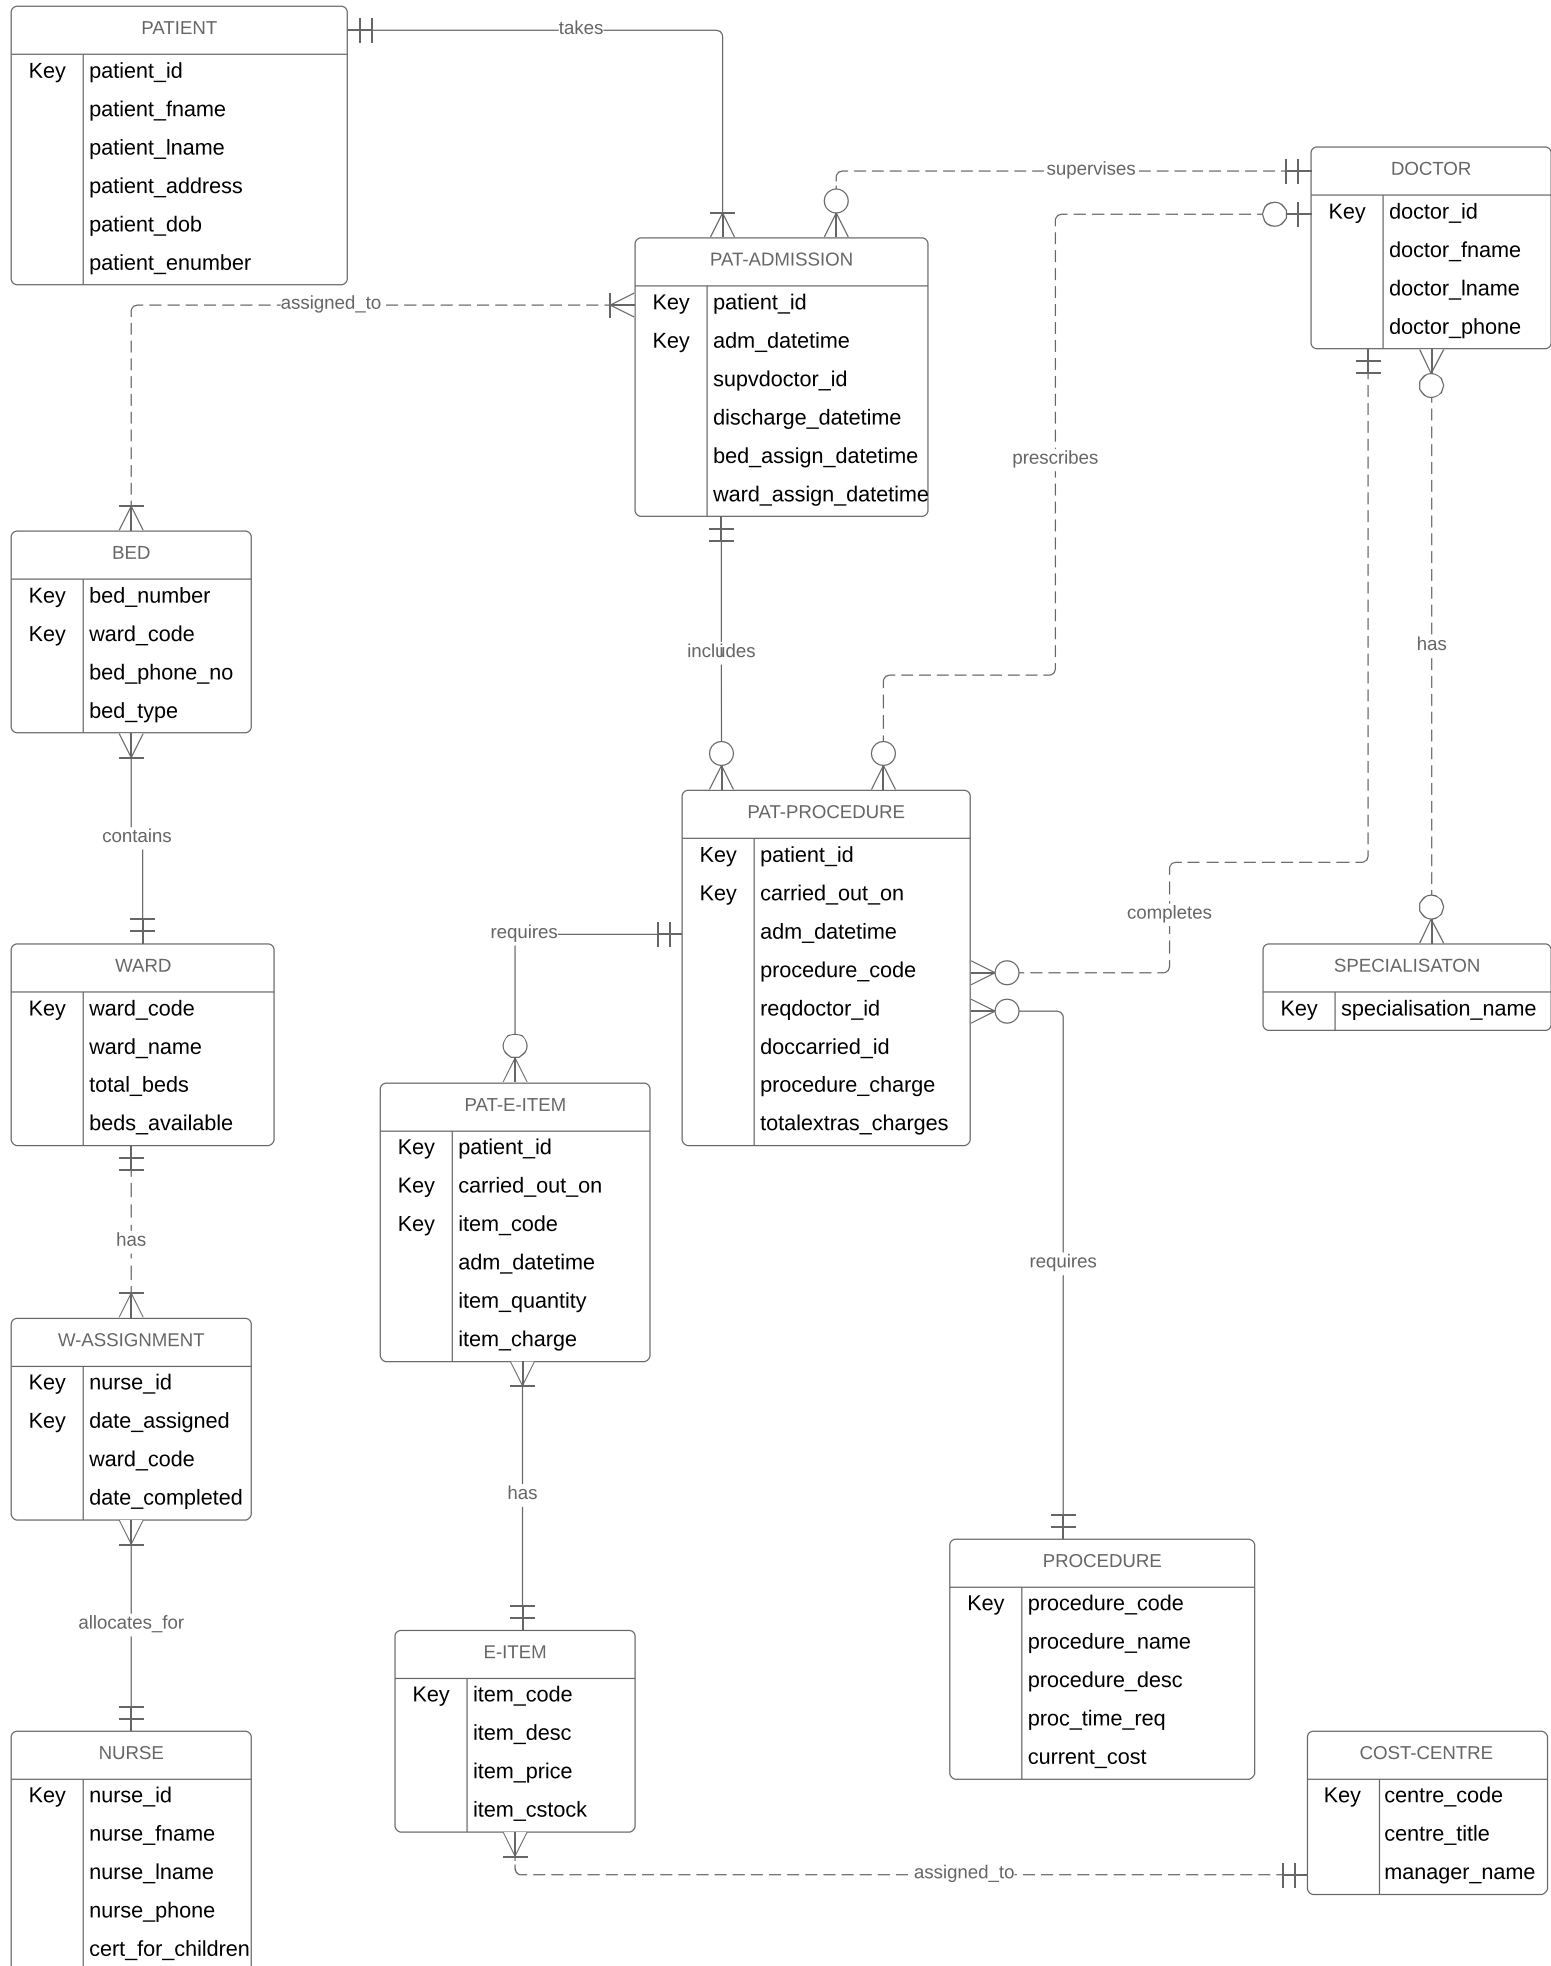 PATIENT
Key patient_id
patient_fname
patient_lname
patient_address
patient_dob
patient_enumber
takes
supervises
DOCTOR
Key doctor_id
doctor_fname
doctor_lname
doctor_phone
PAT-ADMISSION
Key patient_id
Key adm_datetime
supvdoctor_id
discharge_datetime
bed_assign_datetime
ward_assign_datetime
assigned_to
prescribes
BED
Key bed_number
Key ward_code
bed_phone_no
bed_type
includes
has
contains
PAT-PROCEDURE
Key patient_id
Key carried_out_on
adm_datetime
procedure_code
reqdoctor_id
doccarried_id
procedure_charge
totalextras_charges
completes
requires
SPECIALISATON
Key specialisation_name
WARD
Key ward_code
ward_name
total_beds
beds_available
PAT-E-ITEM
Key patient_id
Key carried_out_on
Key item_code
adm_datetime
item_quantity
item_charge
has
requires
W-ASSIGNMENT
Key nurse_id
Key date_assigned
ward_code
date_completed
has
allocates_for
E-ITEM
Key item_code
item_desc
item_price
item_cstock
PROCEDURE
Key procedure_code
procedure_name
procedure_desc
proc_time_req
current_cost
NURSE
Key nurse_id
nurse_fname
nurse_lname
nurse_phone
cert_for_children
COST-CENTRE
Key centre_code
centre_title
manager_name
assigned_to